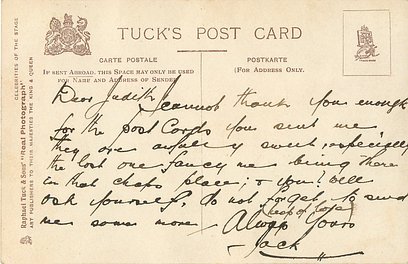 TUCK'S POST CARD
CARTE POSTALE
POSTKARTE
IF SENT ABROAD, THIS SPACE MAY ONLY BE USED
FOR NAME AND ADDRESS OF SENDER.
(FOR ADDRESS ONLY.
Raphael Tuck & Sons' "Real Photograph"
CELEBRITIES OF THE STAGE
ART PUBLISHERS TO THEIR MAJESTIES THE KING & QUEEN
Dear Judith I cannot thank you enough
for the post Cards you sent me
they are awfully sweet, especially
the last one fancy me being there
in that chaps place; & you! Well
ask yourself. Do not forget to send
me some more Always Yours
heaps of love
Jack